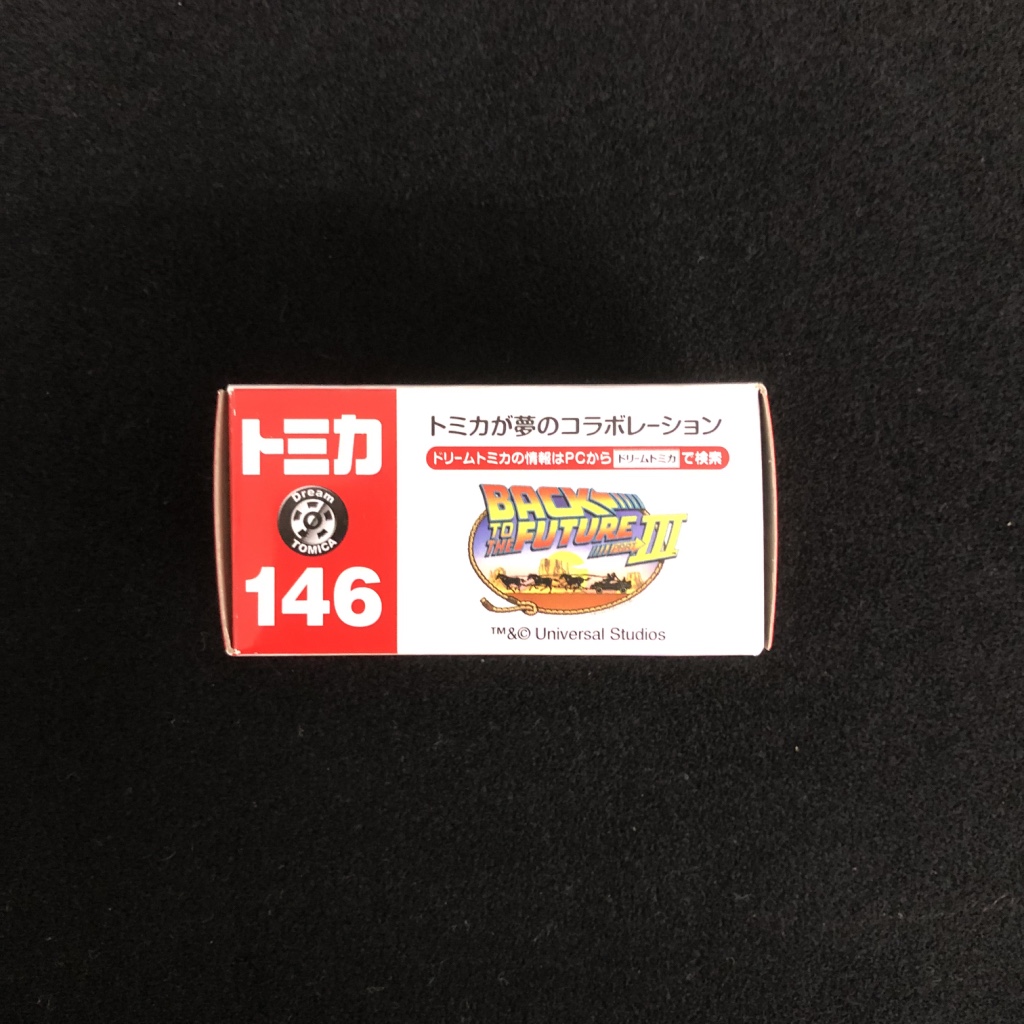 トミカ
Dream
TOMICA
146
トミカが夢のコラボレーション
ドリームトミカの情報はPCから ドリームトミカ で検索
BACK
TO
THE FUTURE
PART III
™&© Universal Studios